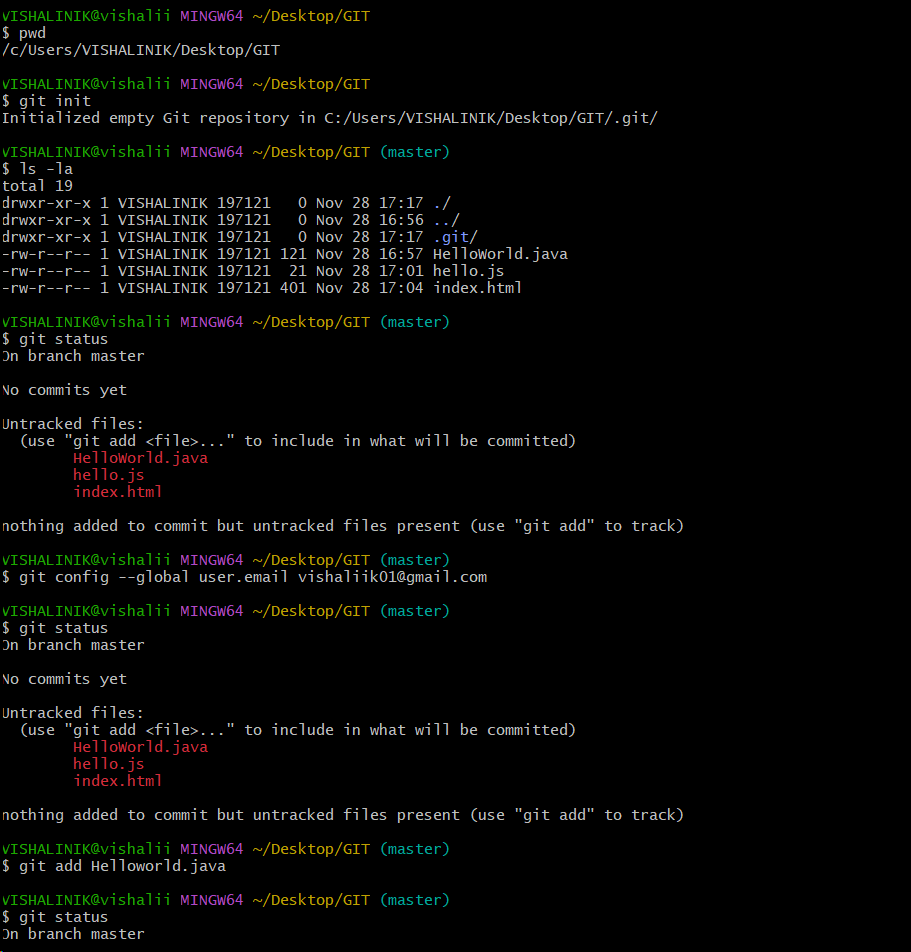 VISHALINIK@vishalii MINGW64 ~/Desktop/GIT
$ pwd
/c/Users/VISHALINIK/Desktop/GIT
VISHALINIK@vishalii MINGW64 ~/Desktop/GIT
$ git init
Initialized empty Git repository in C:/Users/VISHALINIK/Desktop/GIT/.git/
VISHALINIK@vishalii MINGW64 ~/Desktop/GIT (master)
$ ls -la
total 19
drwxr-xr-x 1 VISHALINIK 197121   0 Nov 28 17:17 ./
drwxr-xr-x 1 VISHALINIK 197121   0 Nov 28 16:56 ../
drwxr-xr-x 1 VISHALINIK 197121   0 Nov 28 17:17 .git/
-rw-r--r-- 1 VISHALINIK 197121 121 Nov 28 16:57 HelloWorld.java
-rw-r--r-- 1 VISHALINIK 197121  21 Nov 28 17:01 hello.js
-rw-r--r-- 1 VISHALINIK 197121 401 Nov 28 17:04 index.html
VISHALINIK@vishalii MINGW64 ~/Desktop/GIT (master)
$ git status
On branch master
No commits yet
Untracked files:
  (use "git add <file>..." to include in what will be committed)
        HelloWorld.java
        hello.js
        index.html
nothing added to commit but untracked files present (use "git add" to track)
VISHALINIK@vishalii MINGW64 ~/Desktop/GIT (master)
$ git config --global user.email vishaliik01@gmail.com
VISHALINIK@vishalii MINGW64 ~/Desktop/GIT (master)
$ git status
On branch master
No commits yet
Untracked files:
  (use "git add <file>..." to include in what will be committed)
        HelloWorld.java
        hello.js
        index.html
nothing added to commit but untracked files present (use "git add" to track)
VISHALINIK@vishalii MINGW64 ~/Desktop/GIT (master)
$ git add Helloworld.java
VISHALINIK@vishalii MINGW64 ~/Desktop/GIT (master)
$ git status
On branch master